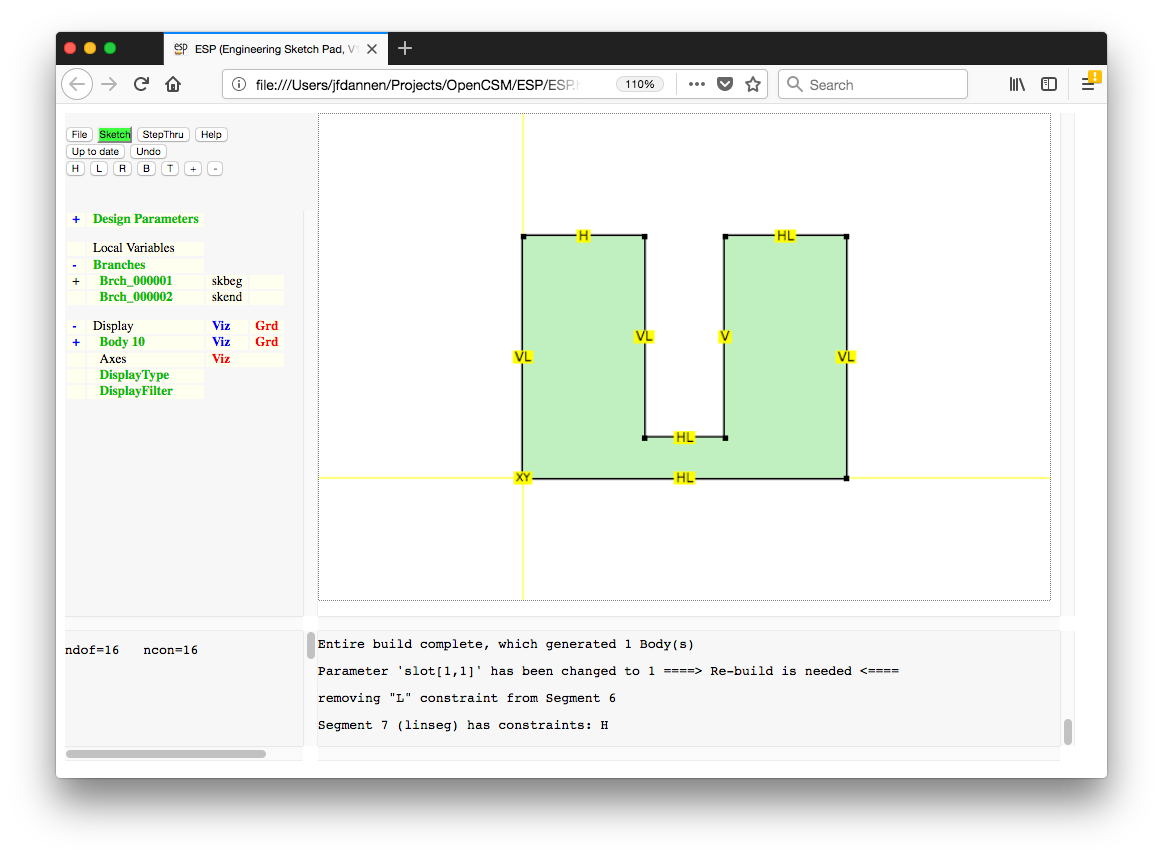 esp ESP (Engineering Sketch Pad, V
file:///Users/jfdannen/Projects/OpenCSM/ESP/ESP. 110% Search
File Sketch StepThru Help
Up to date Undo
H L R B T + -
+ Design Parameters
Local Variables
- Branches
+ Brch_000001 skbeg
Brch_000002 skend
- Display Viz Grd
+ Body 10 Viz Grd
Axes Viz
DisplayType
DisplayFilter
H HL
VL V
VL VL
HL
XY HL
ndof=16 ncon=16
Entire build complete, which generated 1 Body(s)
Parameter 'slot[1,1]' has been changed to 1 ====> Re-build is needed <====
removing "L" constraint from Segment 6
Segment 7 (linseg) has constraints: H